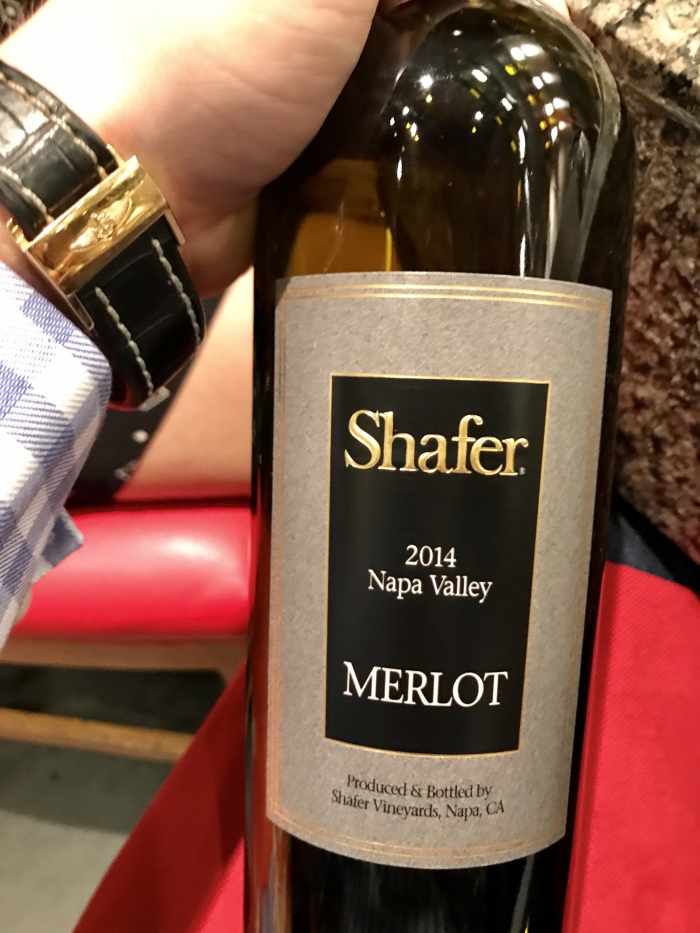 Shafer®
2014
Napa Valley
MERLOT
Produced & Bottled by
Shafer Vineyards, Napa, CA